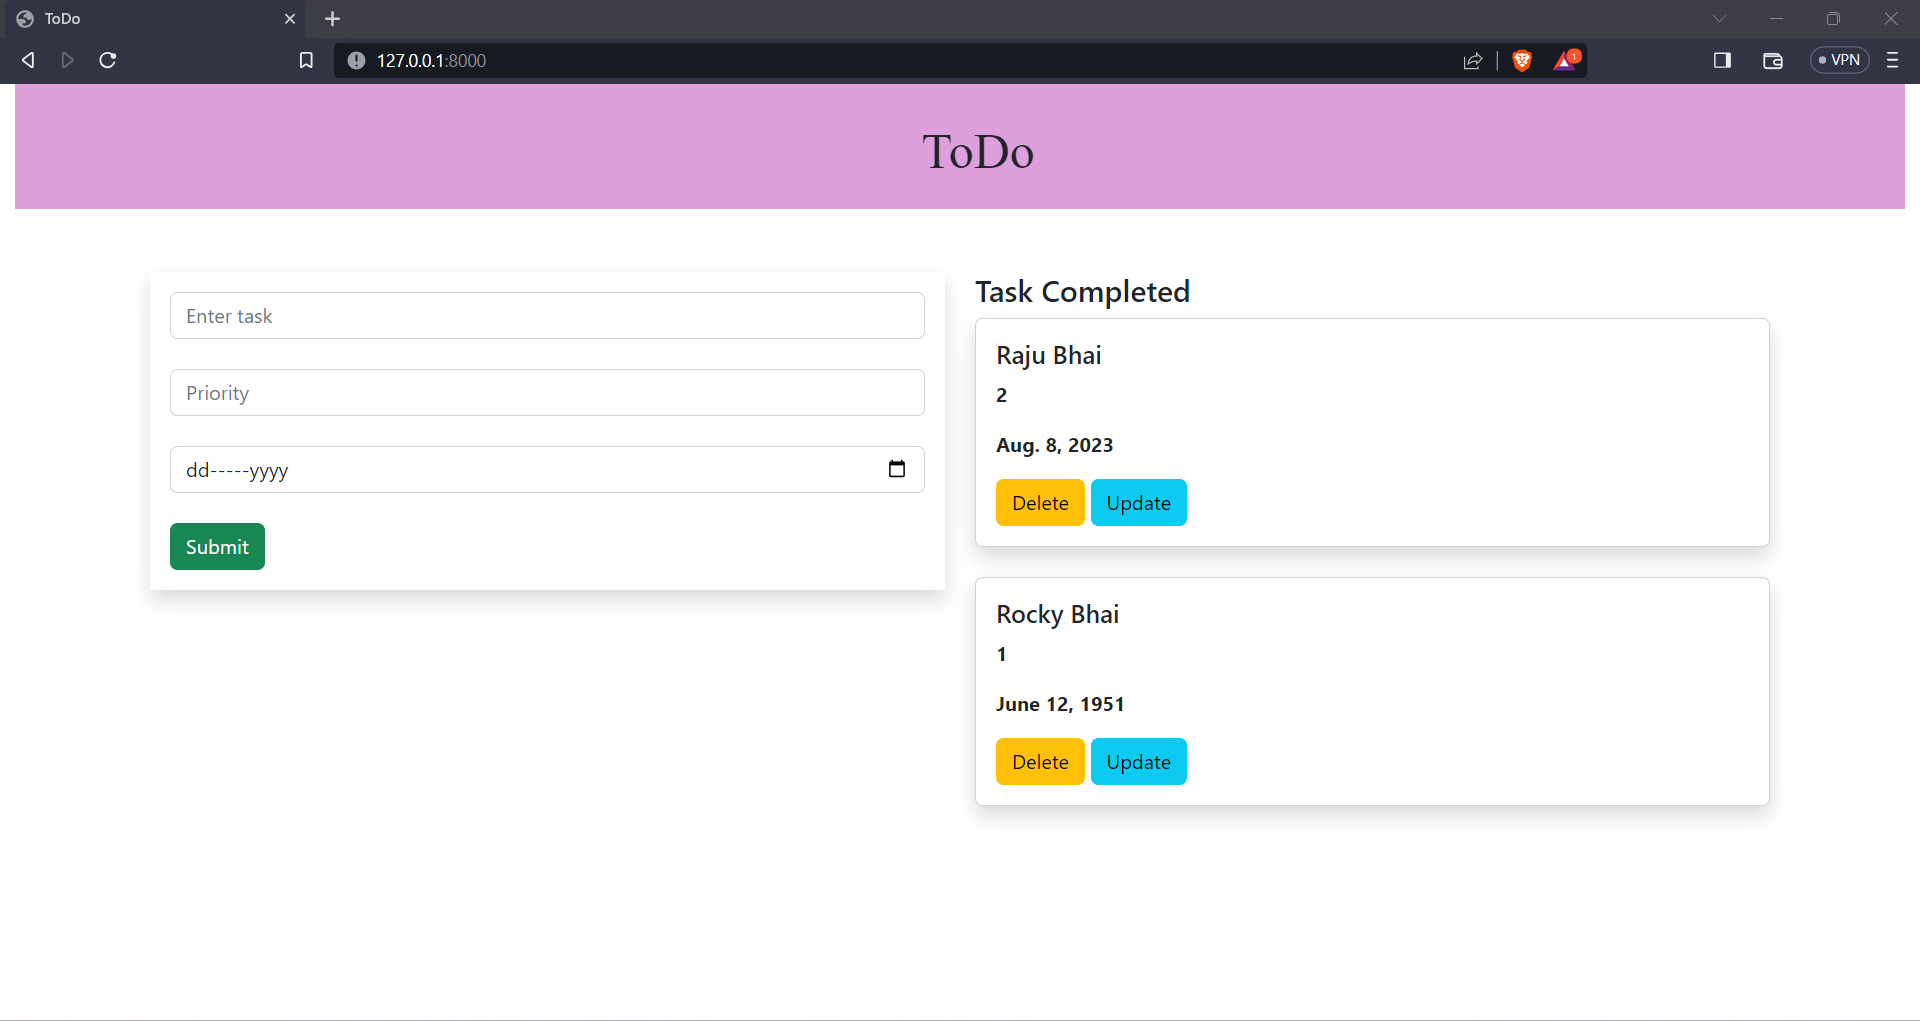 ToDo
127.0.0.1:8000
1
VPN
ToDo
Enter task
Priority
dd-----yyyy
Submit
Task Completed
Raju Bhai
2
Aug. 8, 2023
Delete Update
Rocky Bhai
1
June 12, 1951
Delete Update